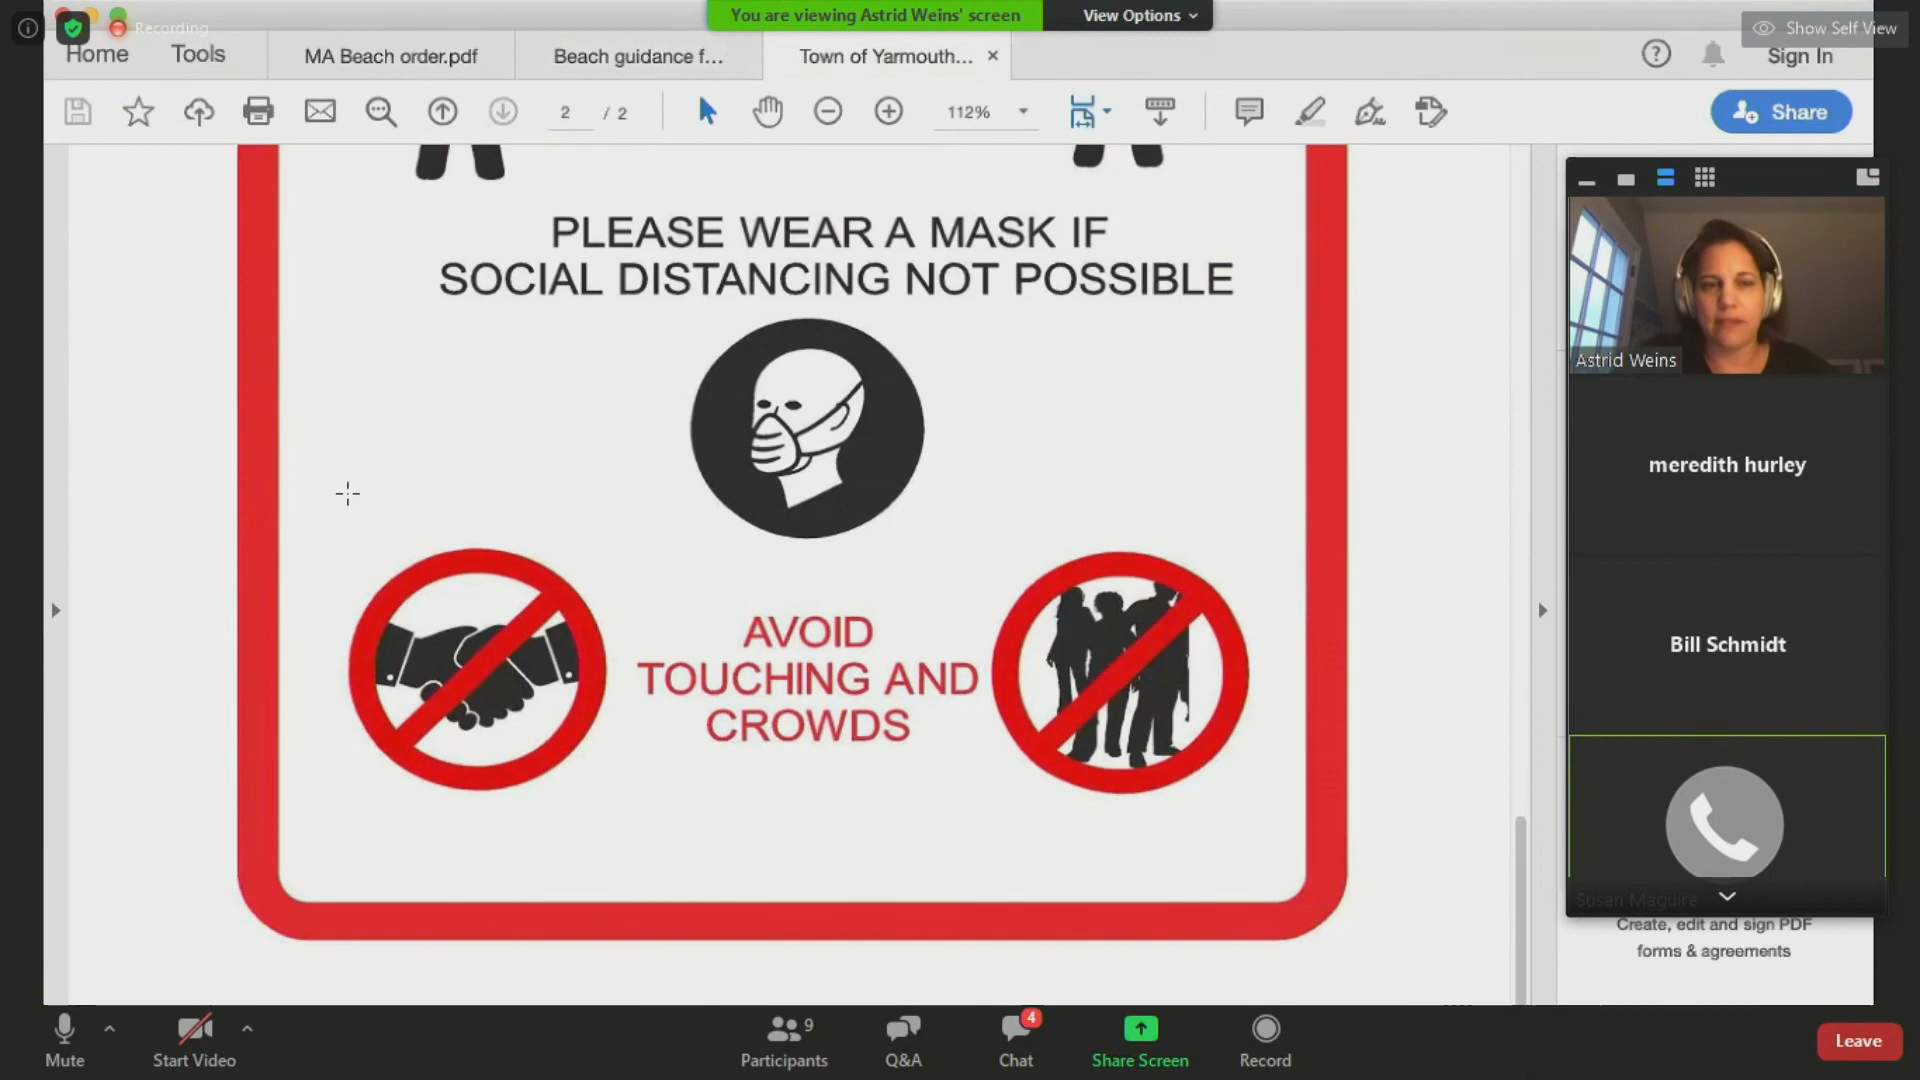 Recording
You are viewing Astrid Weins' screen
View Options
Show Self View
Home
Tools
MA Beach order.pdf
Beach guidance f...
Town of Yarmouth...
Sign In
2 / 2
112%
Share
PLEASE WEAR A MASK IF
SOCIAL DISTANCING NOT POSSIBLE
AVOID
TOUCHING AND
CROWDS
Astrid Weins
meredith hurley
Bill Schmidt
Susan Maguire
Create, edit and sign PDF
forms & agreements
Mute
Start Video
9
Participants
Q&A
4
Chat
Share Screen
Record
Leave